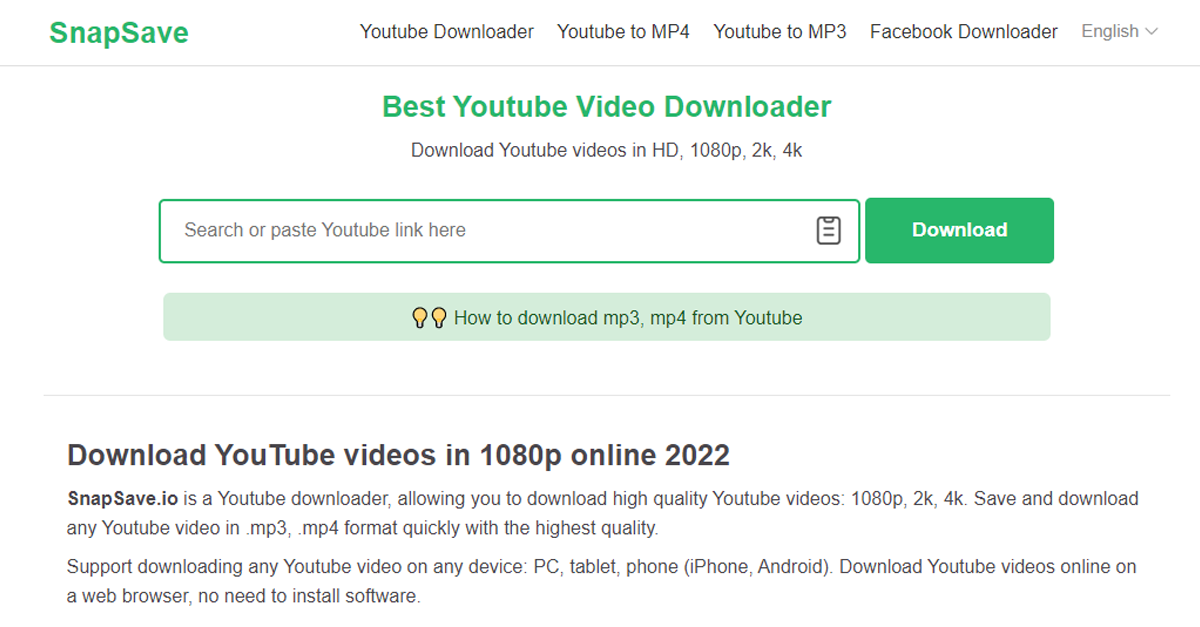 SnapSave
Youtube Downloader Youtube to MP4 Youtube to MP3 Facebook Downloader English
Best Youtube Video Downloader
Download Youtube videos in HD, 1080p, 2k, 4k
Search or paste Youtube link here
Download
How to download mp3, mp4 from Youtube
Download YouTube videos in 1080p online 2022
SnapSave.io is a Youtube downloader, allowing you to download high quality Youtube videos: 1080p, 2k, 4k. Save and download
any Youtube video in .mp3, .mp4 format quickly with the highest quality.
Support downloading any Youtube video on any device: PC, tablet, phone (iPhone, Android). Download Youtube videos online on
a web browser, no need to install software.